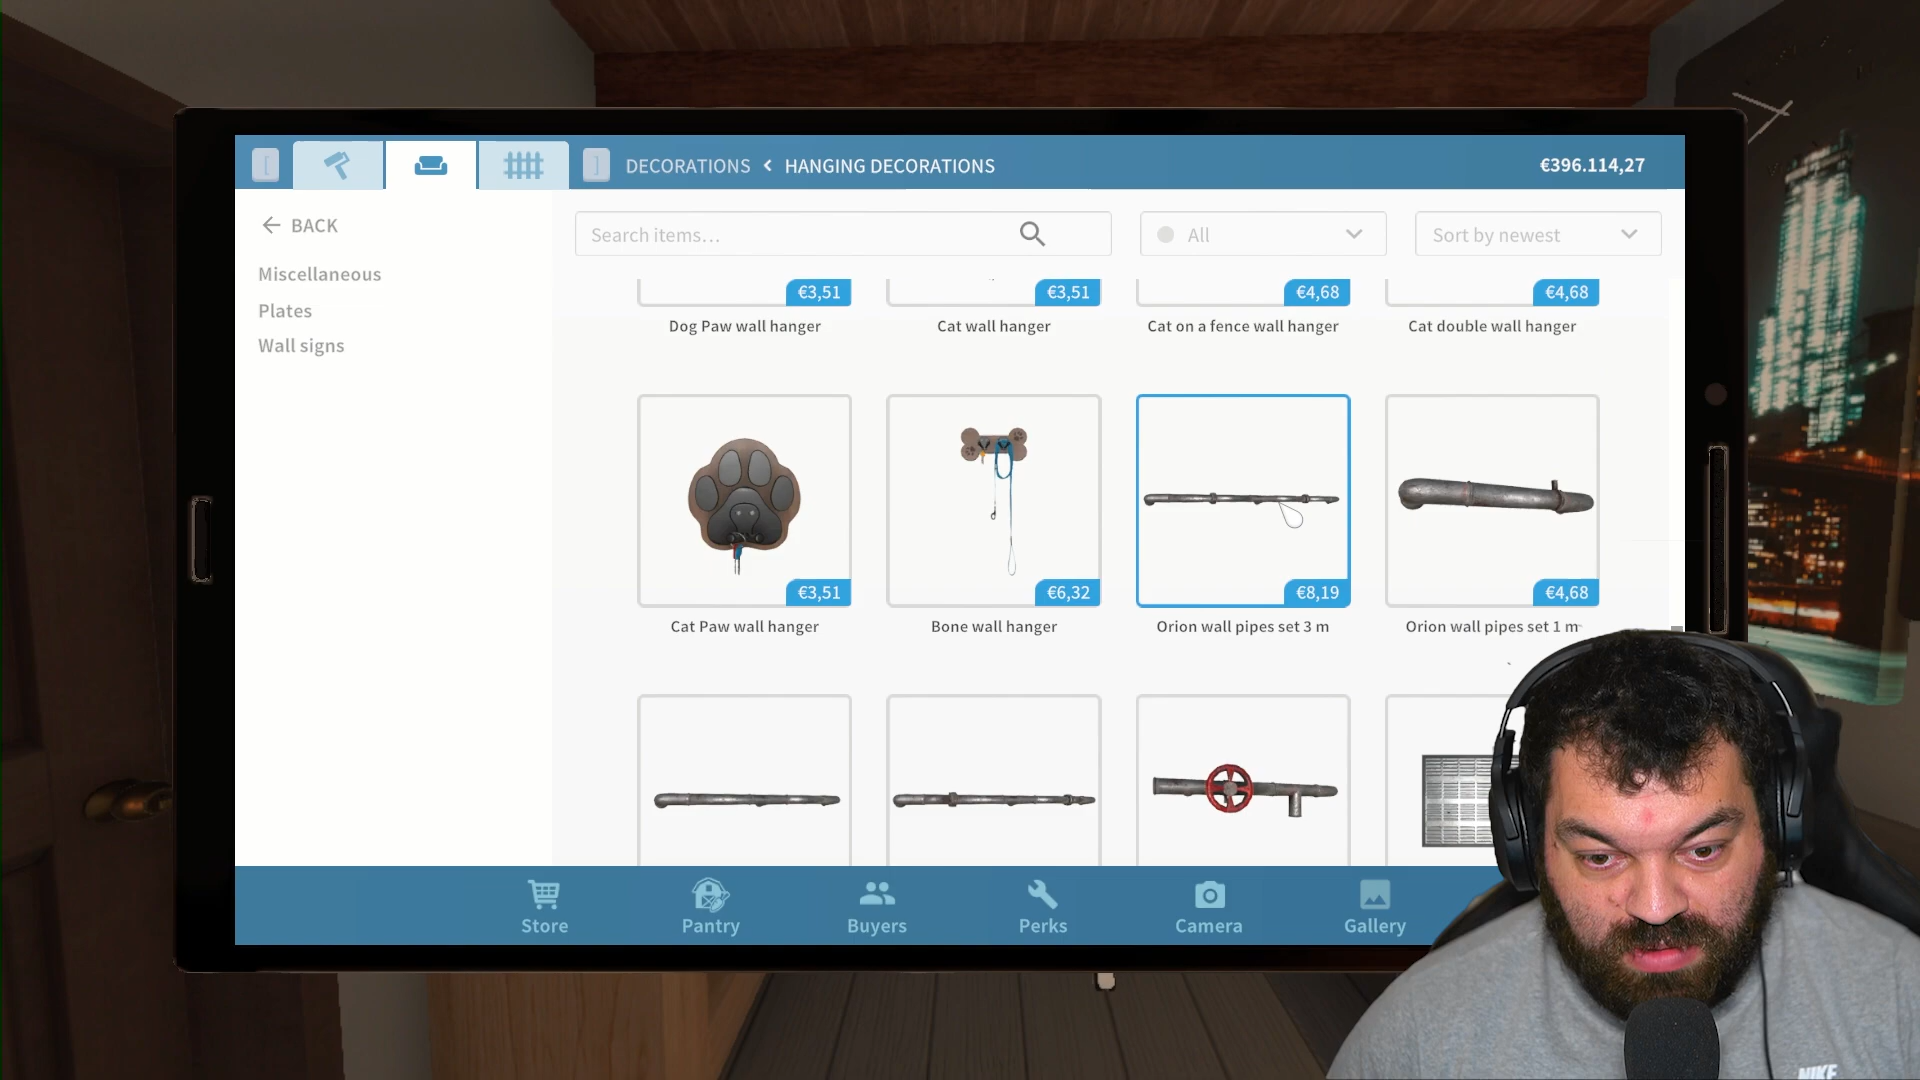 [
]
DECORATIONS < HANGING DECORATIONS
€396.114,27
BACK
Miscellaneous
Plates
Wall signs
Search items...
All
Sort by newest
€3,51
€3,51
€4,68
€4,68
Dog Paw wall hanger
Cat wall hanger
Cat on a fence wall hanger
Cat double wall hanger
€3,51
€6,32
€8,19
€4,68
Cat Paw wall hanger
Bone wall hanger
Orion wall pipes set 3 m
Orion wall pipes set 1 m
Store
Pantry
Buyers
Perks
Camera
Gallery
NIKE